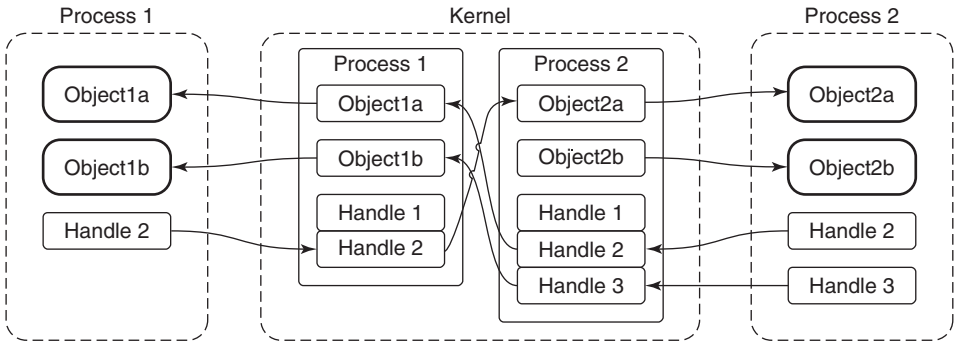 Process 1
Kernel
Process 2
Process 1
Process 2
Object1a
Object1a
Object2a
Object2a
Object1b
Object1b
Object2b
Object2b
Handle 1
Handle 1
Handle 2
Handle 2
Handle 2
Handle 2
Handle 3
Handle 3